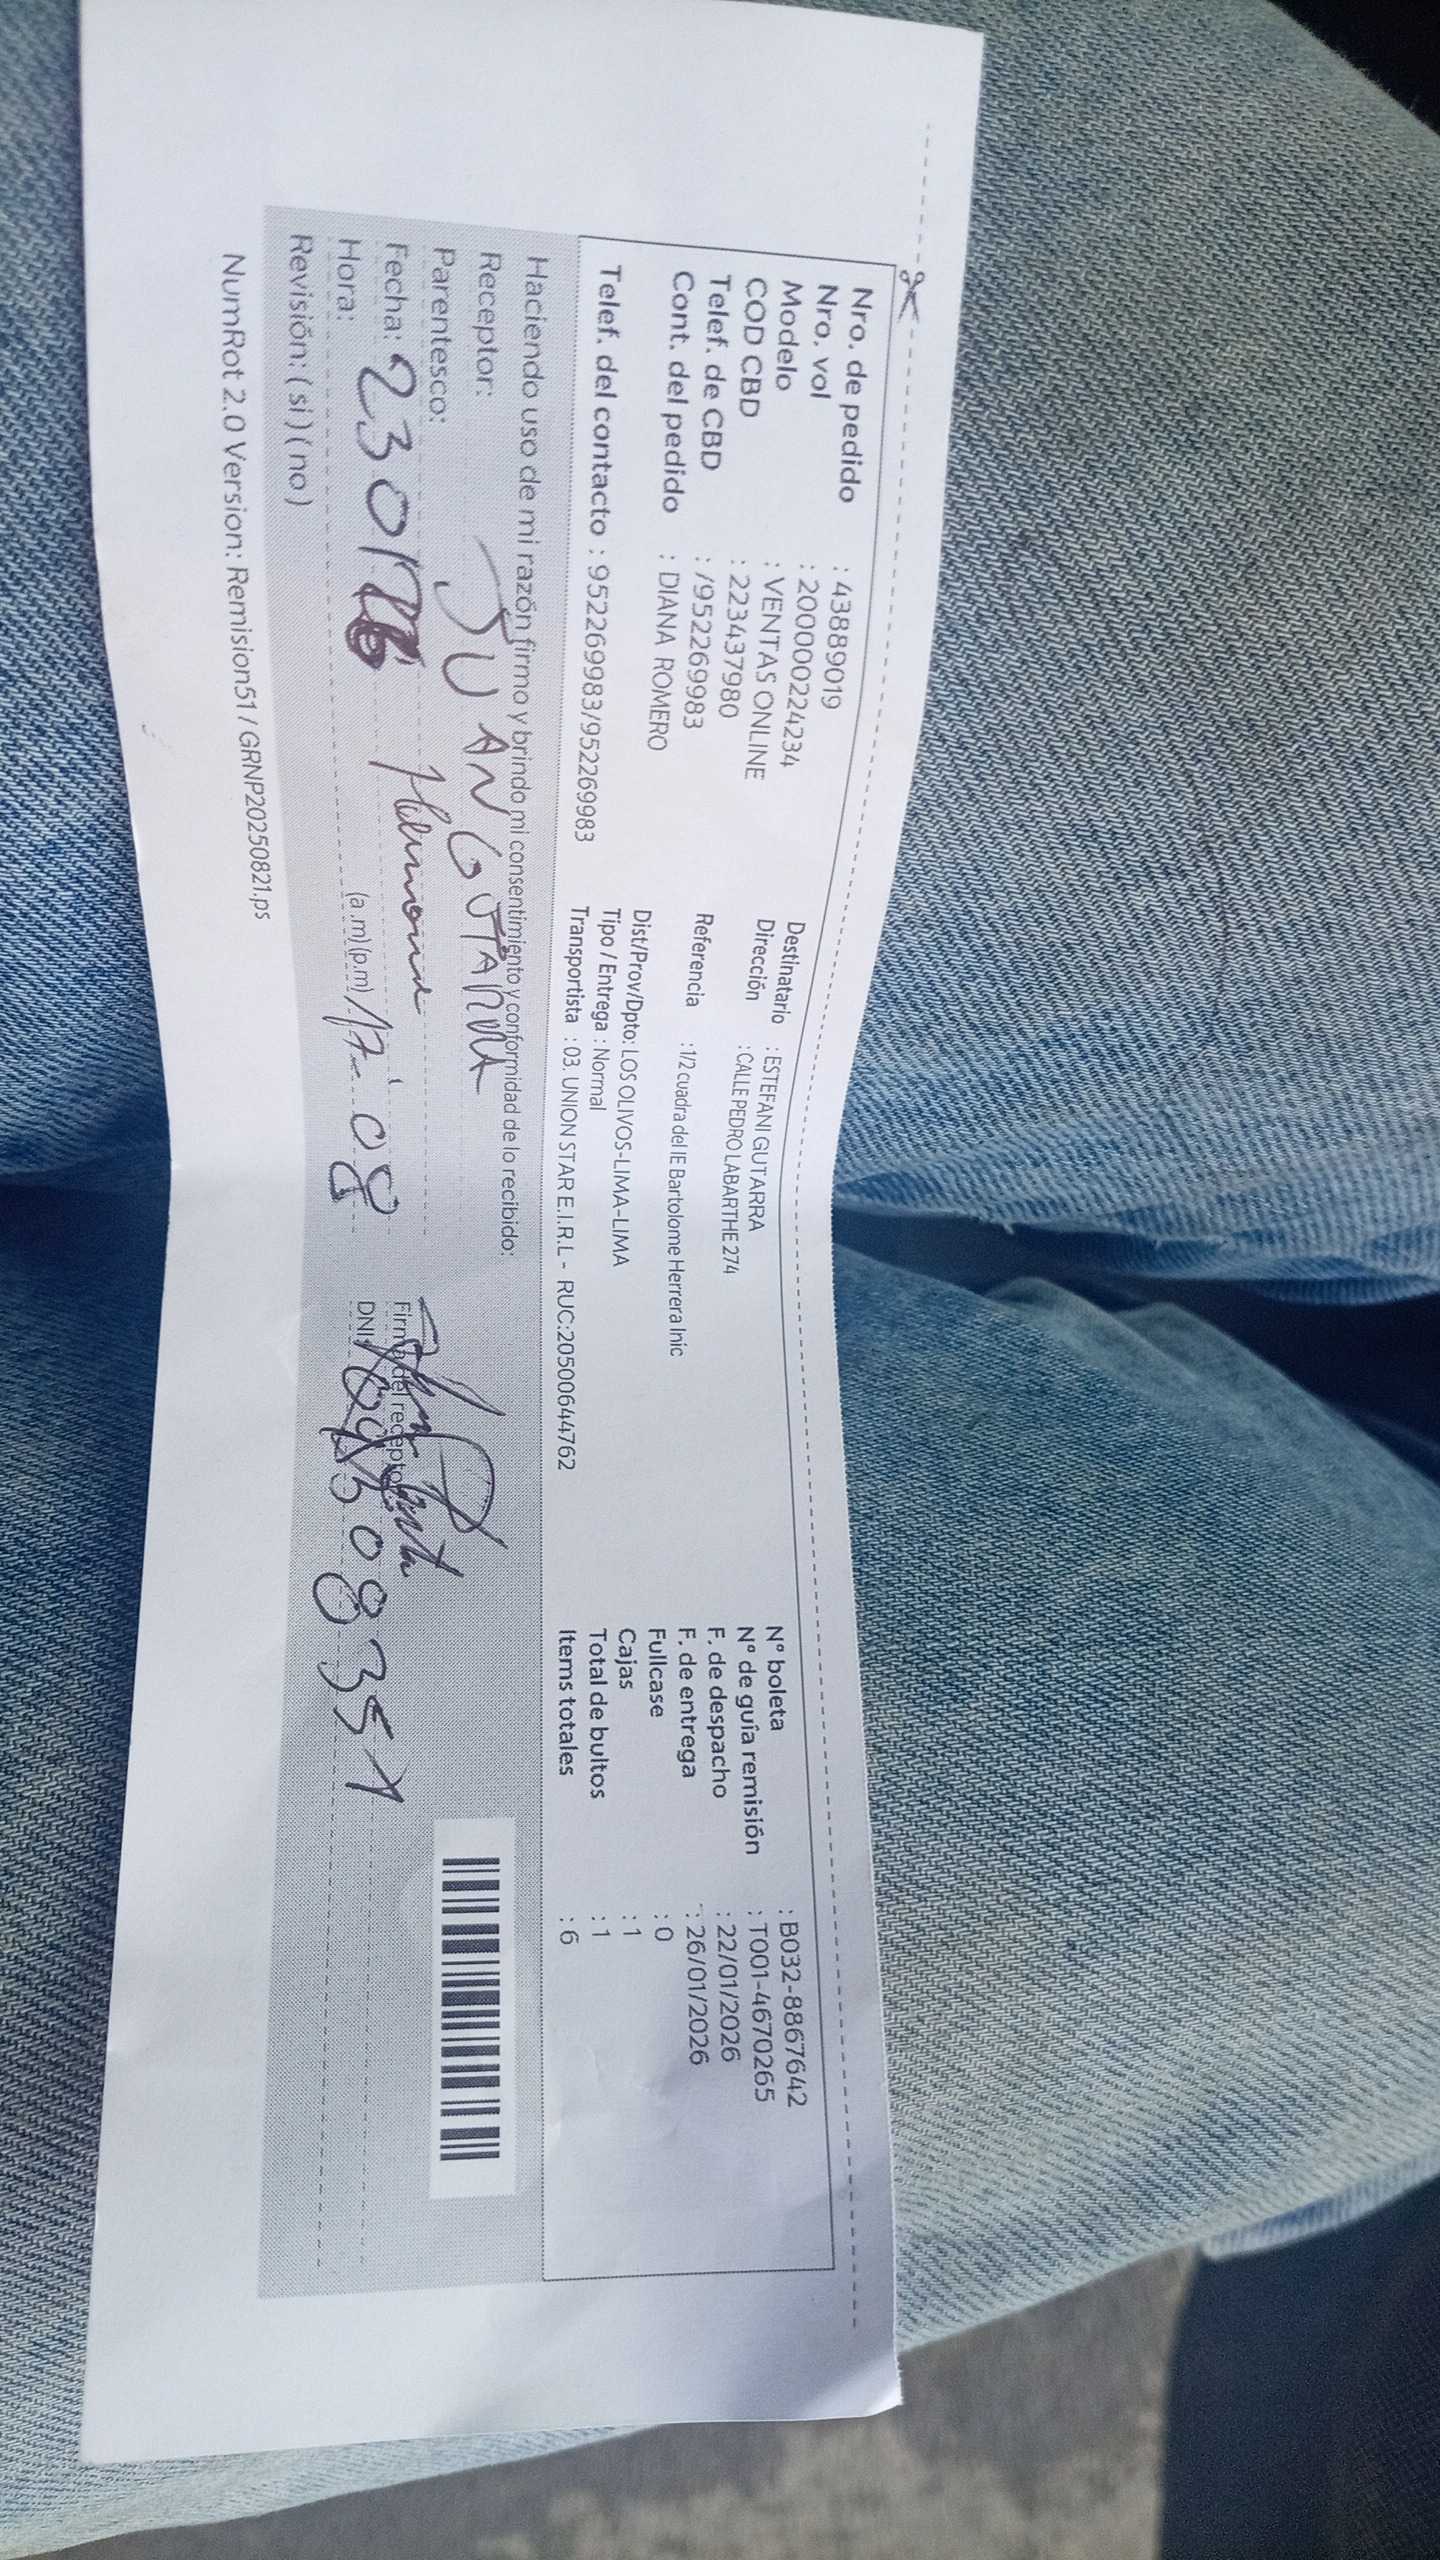 Nro. de pedido : 43889019
Nro. vol : 20000022​4234
Modelo : VENTAS ONLINE
COD CBD : 223437980
Telef. de CBD : /952269983
Cont. del pedido : DIANA ROMERO
Telef. del contacto : 952269983/952269983
Destinatario : ESTEFANI GUTARRA
Dirección : CALLE PEDRO LABARTHE 274
Referencia : 1/2 cuadra del IE Bartolome Herrera Inic
Dist/Prov/Dpto: LOS OLIVOS-LIMA-LIMA
Tipo / Entrega : Normal
Transportista : 03. UNION STAR E.I.R.L - RUC:20500644762
N° boleta : B032-8867642
N° de guía remisión : T001-4670265
F. de despacho : 22/01/2026
F. de entrega : 26/01/2026
Fullcase : 0
Cajas : 1
Total de bultos : 1
Items totales : 6
Haciendo uso de mi razón firmo y brindo mi consentimiento y conformidad de lo recibido:
Receptor: JUAN GUTARRA
Parentesco:
Fecha: 2301
Hora: (a.m) (p.m) 17:08
Revisión: ( si ) ( no )
Firma del receptor
DNI:
NumRot 2.0 Version: Remision51 / GRNP20250821.ps